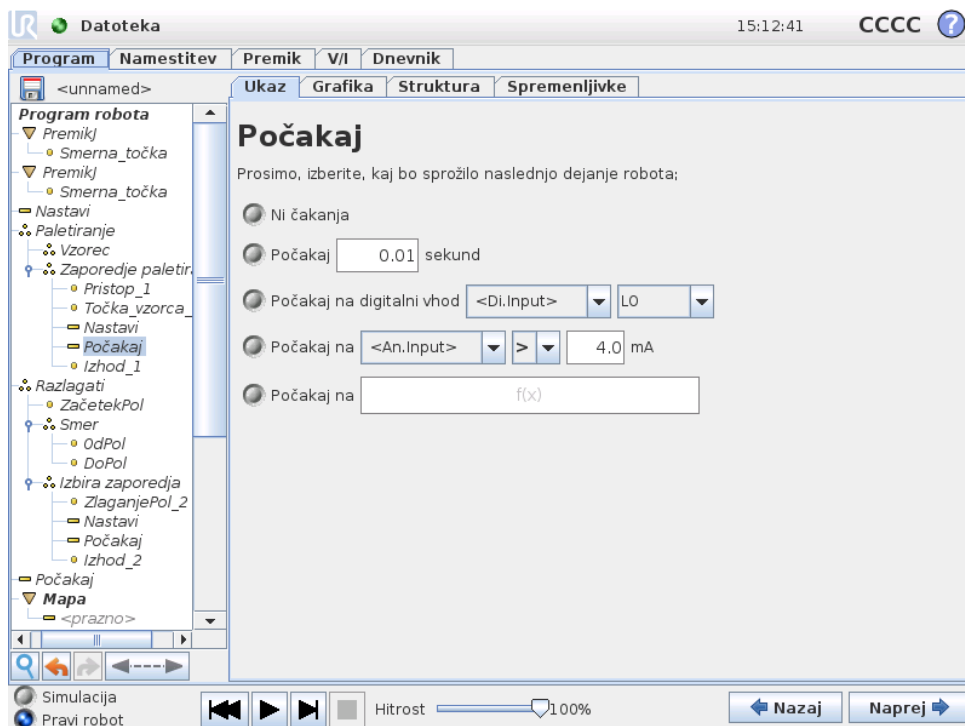 UR Datoteka 15:12:41 CCCC ?
Program Namestitev Premik V/I Dnevnik
<unnamed>
Ukaz Grafika Struktura Spremenljivke
Program robota
PremikJ
Smerna_točka
PremikJ
Smerna_točka
Nastavi
Paletiranje
Vzorec
Zaporedje paletir
Pristop_1
Točka_vzorca_
Nastavi
Počakaj
Izhod_1
Razlagati
ZačetekPol
Smer
OdPol
DoPol
Izbira zaporedja
ZlaganjePol_2
Nastavi
Počakaj
Izhod_2
Počakaj
Mapa
<prazno>
Počakaj
Prosimo, izberite, kaj bo sprožilo naslednjo dejanje robota;
Ni čakanja
Počakaj 0.01 sekund
Počakaj na digitalni vhod <Di.Input> LO
Počakaj na <An.Input> > 4.0 mA
Počakaj na f(x)
Simulacija
Pravi robot
Hitrost 100%
Nazaj Naprej